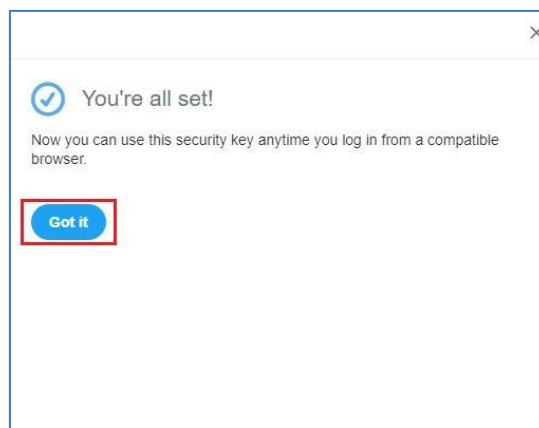 You're all set!
Now you can use this security key anytime you log in from a compatible
browser.
Got it